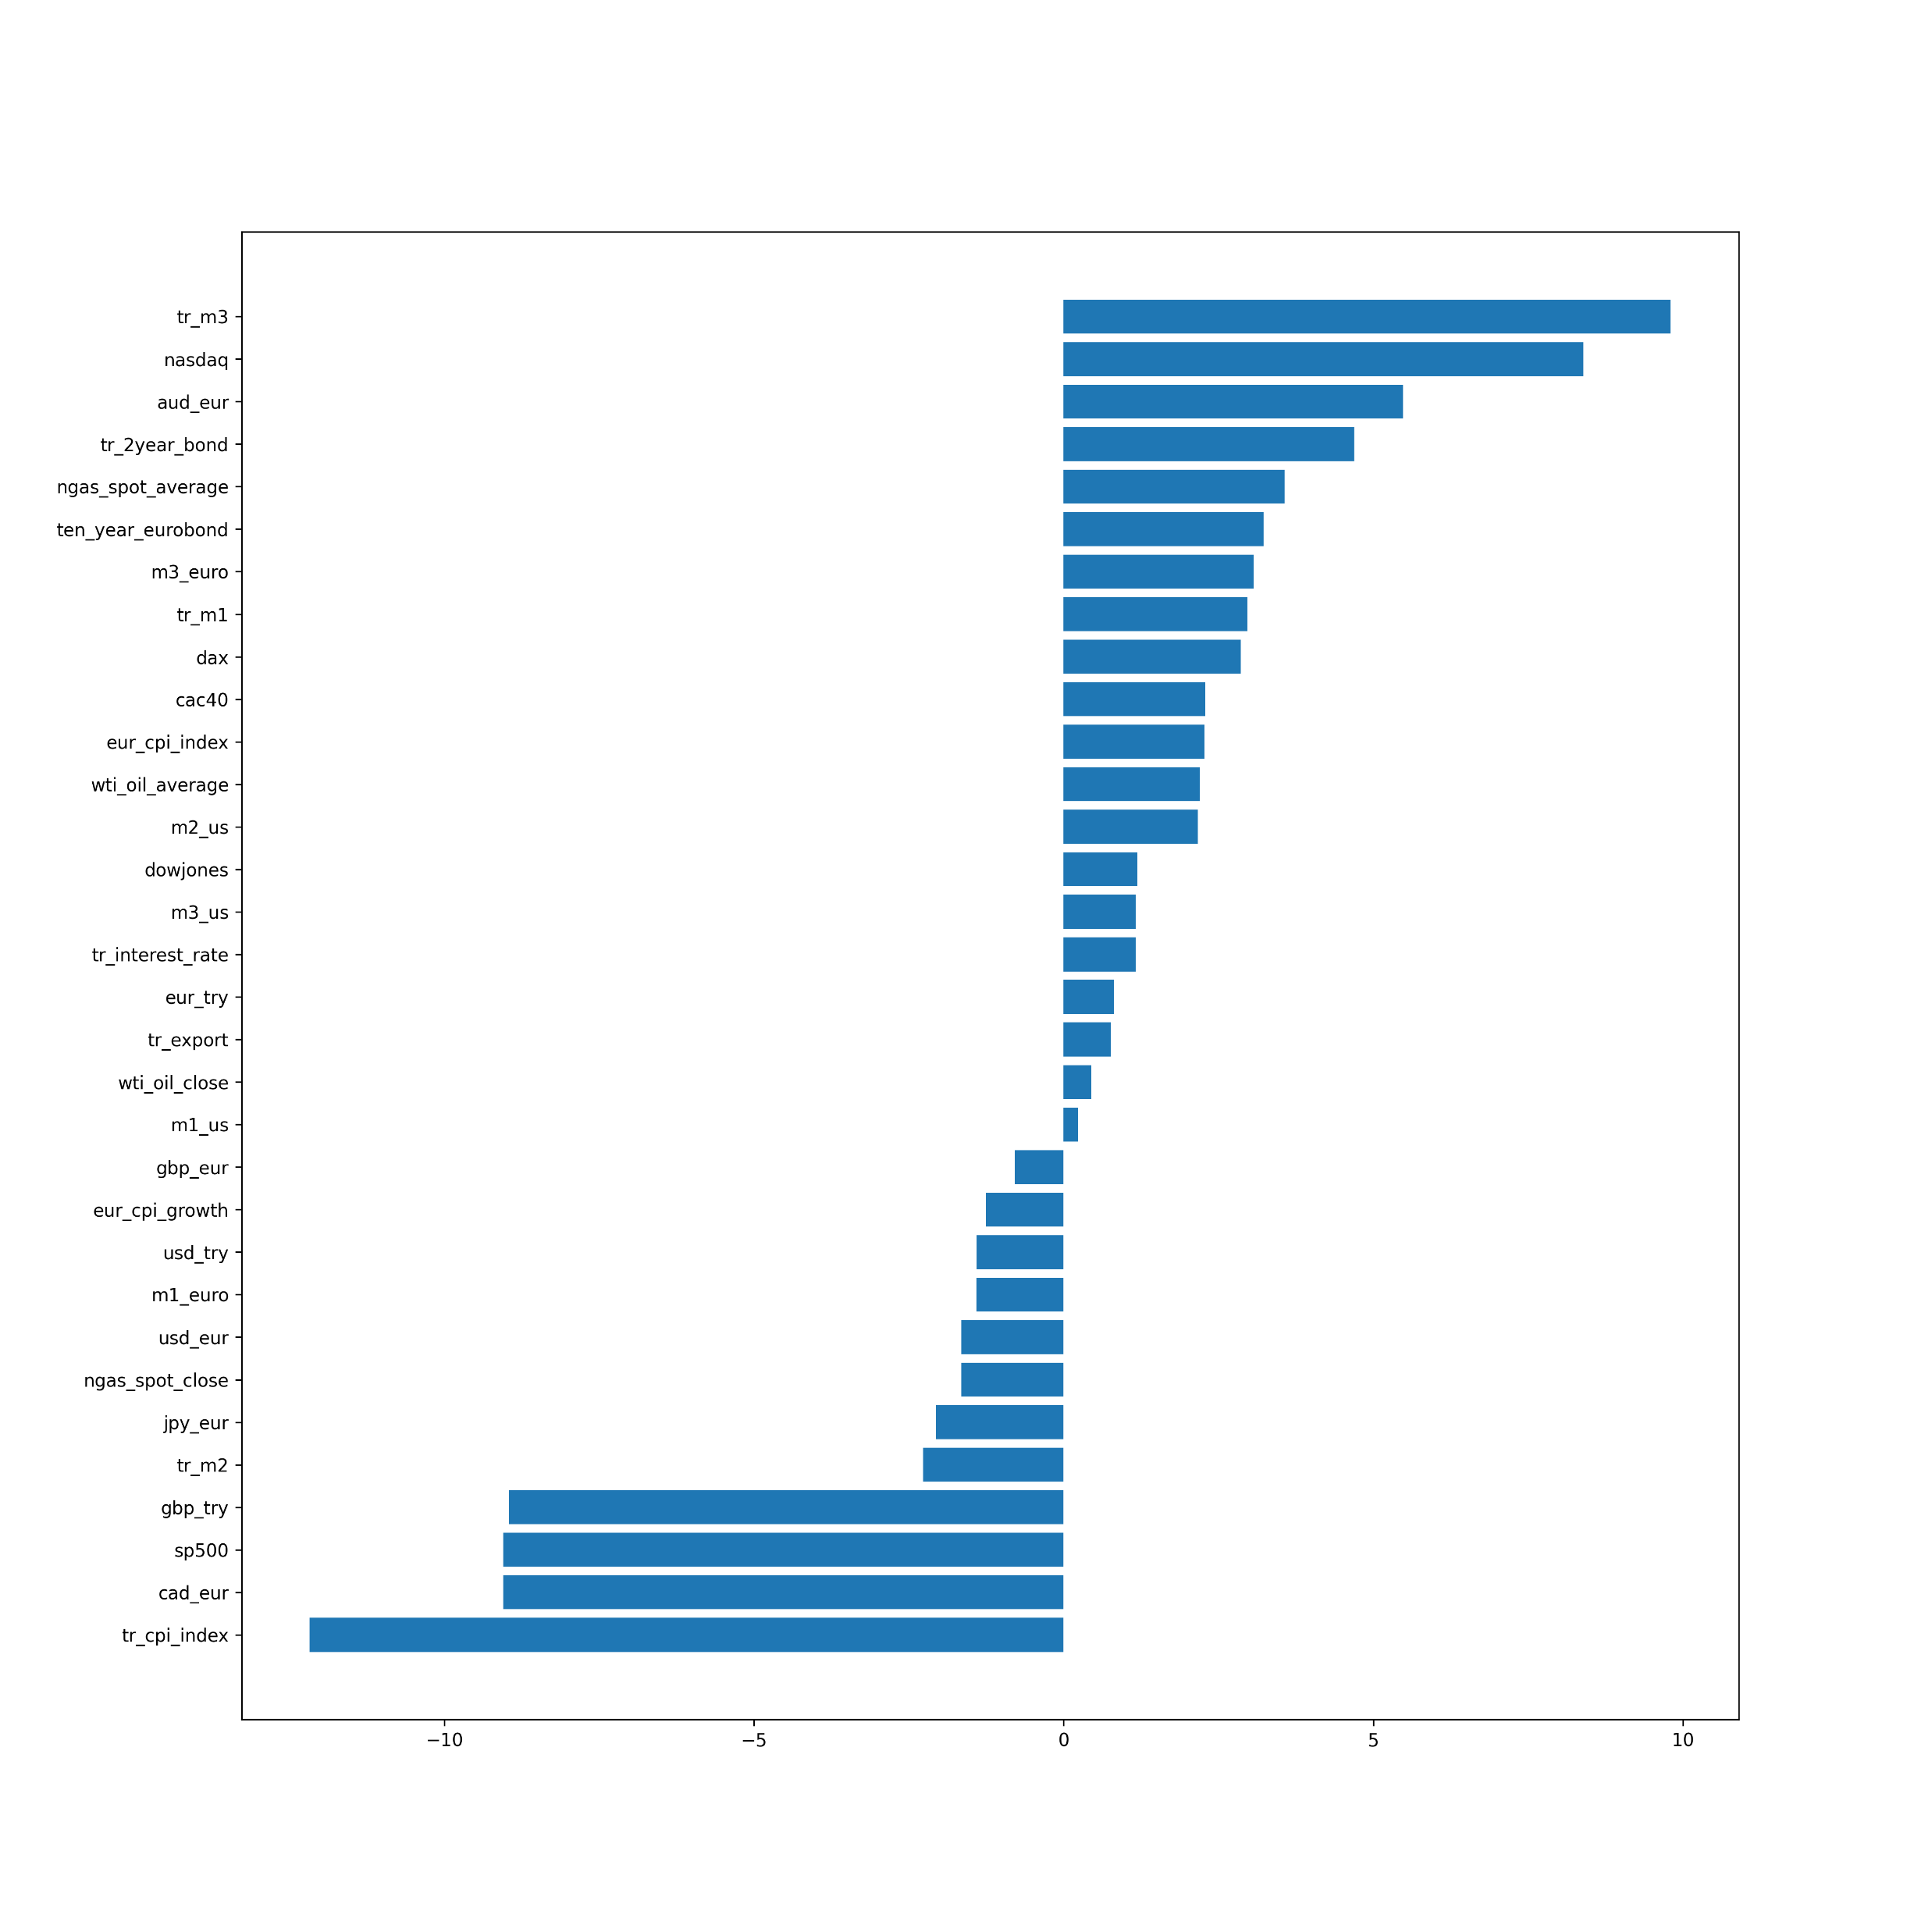 tr_m3
nasdaq
aud_eur
tr_2year_bond
ngas_spot_average
ten_year_eurobond
m3_euro
tr_m1
dax
cac40
eur_cpi_index
wti_oil_average
m2_us
dowjones
m3_us
tr_interest_rate
eur_try
tr_export
wti_oil_close
m1_us
gbp_eur
eur_cpi_growth
usd_try
m1_euro
usd_eur
ngas_spot_close
jpy_eur
tr_m2
gbp_try
sp500
cad_eur
tr_cpi_index
−10 −5 0 5 10